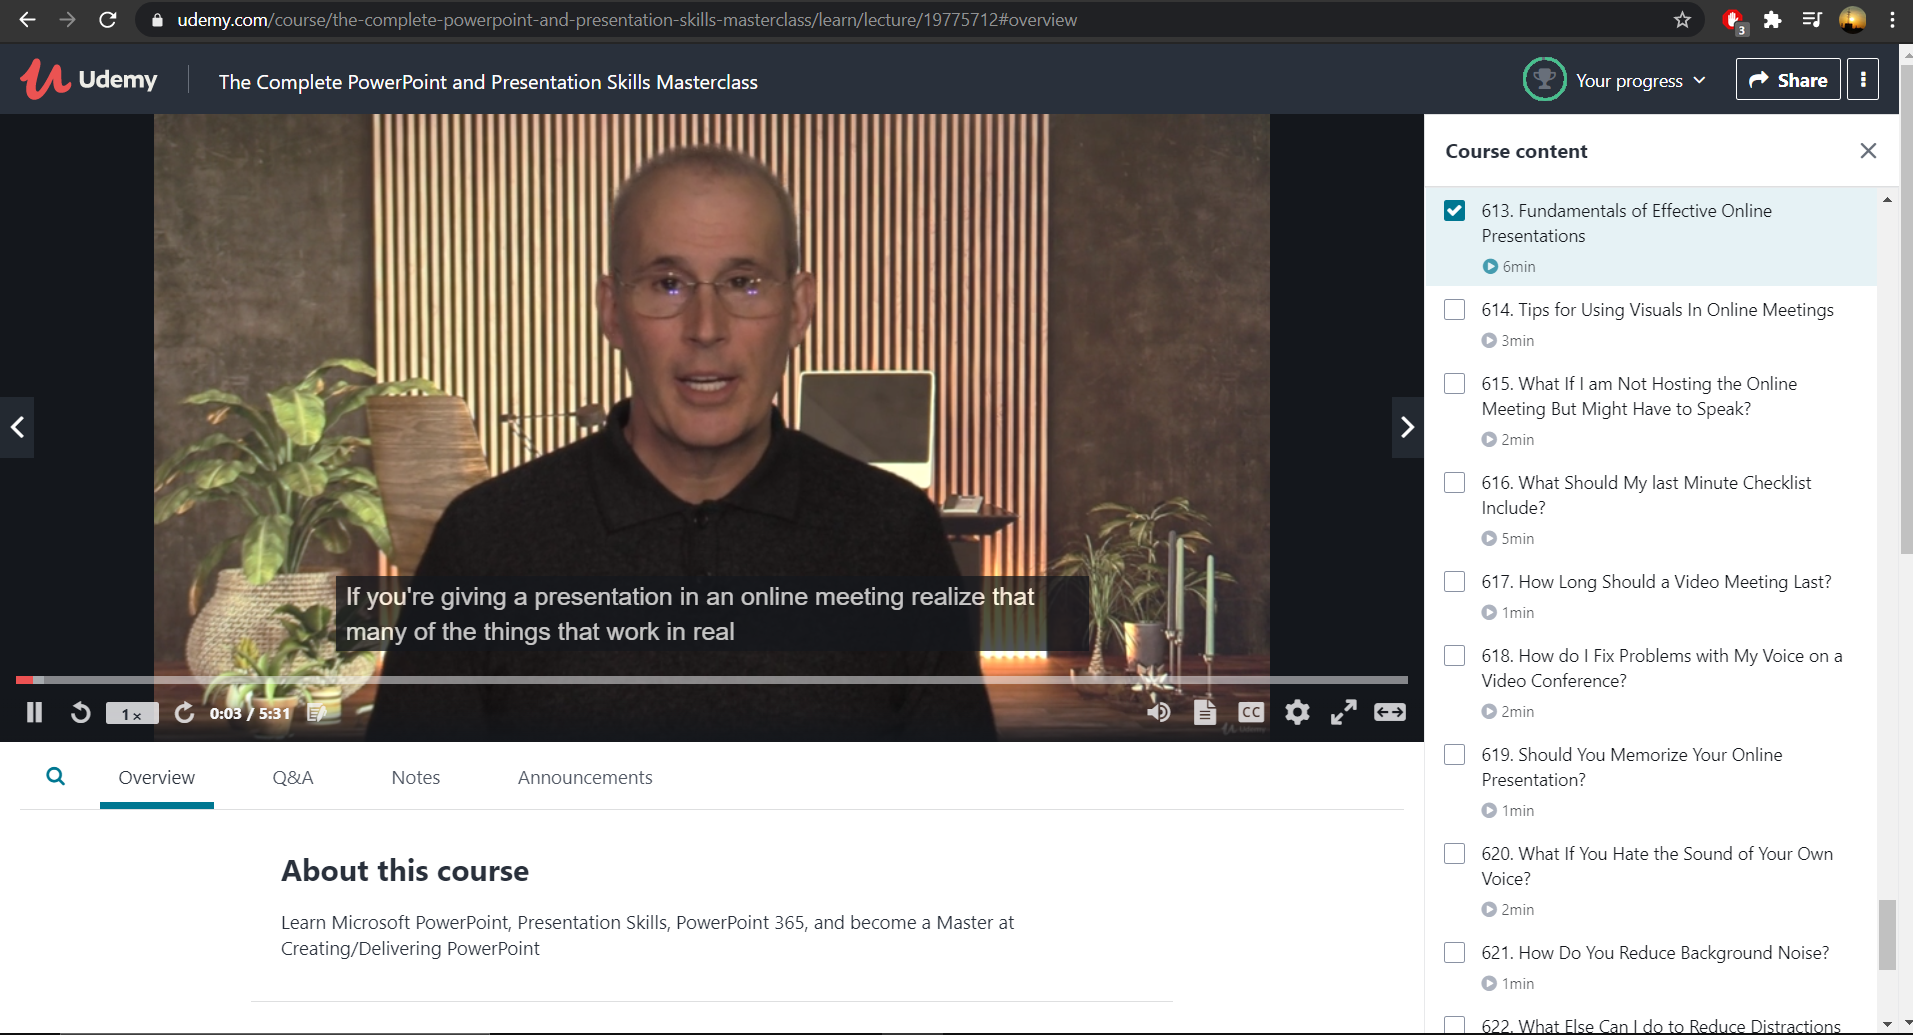 udemy.com/course/the-complete-powerpoint-and-presentation-skills-masterclass/learn/lecture/19775712#overview
3
Udemy
The Complete PowerPoint and Presentation Skills Masterclass
Your progress
Share
If you're giving a presentation in an online meeting realize that
many of the things that work in real
1x
0:03 / 5:31
CC
Udemy
Overview
Q&A
Notes
Announcements
About this course
Learn Microsoft PowerPoint, Presentation Skills, PowerPoint 365, and become a Master at
Creating/Delivering PowerPoint
Course content
613. Fundamentals of Effective Online
Presentations
6min
614. Tips for Using Visuals In Online Meetings
3min
615. What If I am Not Hosting the Online
Meeting But Might Have to Speak?
2min
616. What Should My last Minute Checklist
Include?
5min
617. How Long Should a Video Meeting Last?
1min
618. How do I Fix Problems with My Voice on a
Video Conference?
2min
619. Should You Memorize Your Online
Presentation?
1min
620. What If You Hate the Sound of Your Own
Voice?
2min
621. How Do You Reduce Background Noise?
1min
622. What Else Can I do to Reduce Distractions